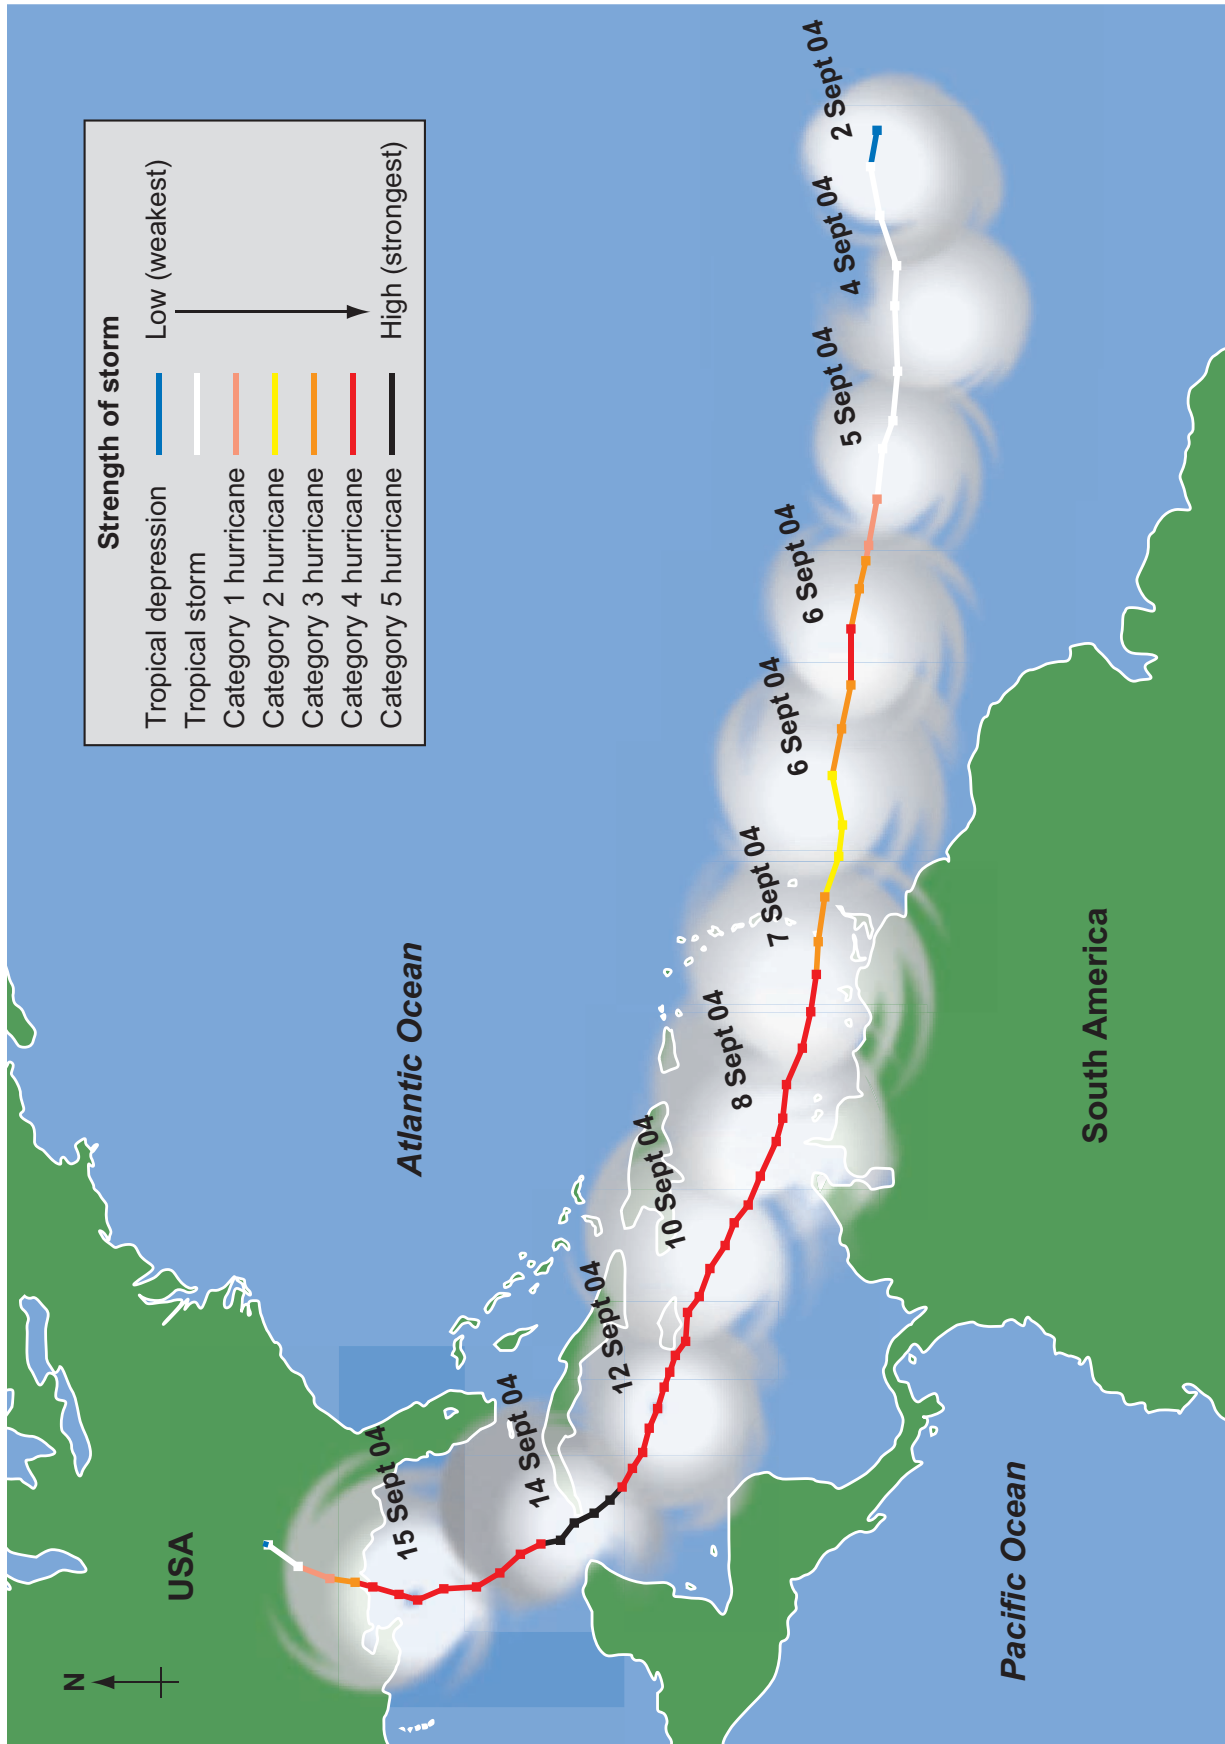 Strength of storm
Tropical depression
Low (weakest)
Tropical storm
Category 1 hurricane
Category 2 hurricane
Category 3 hurricane
Category 4 hurricane
Category 5 hurricane
High (strongest)
N
USA
Atlantic Ocean
Pacific Ocean
South America
15 Sept 04
14 Sept 04
12 Sept 04
10 Sept 04
8 Sept 04
7 Sept 04
6 Sept 04
6 Sept 04
5 Sept 04
4 Sept 04
2 Sept 04